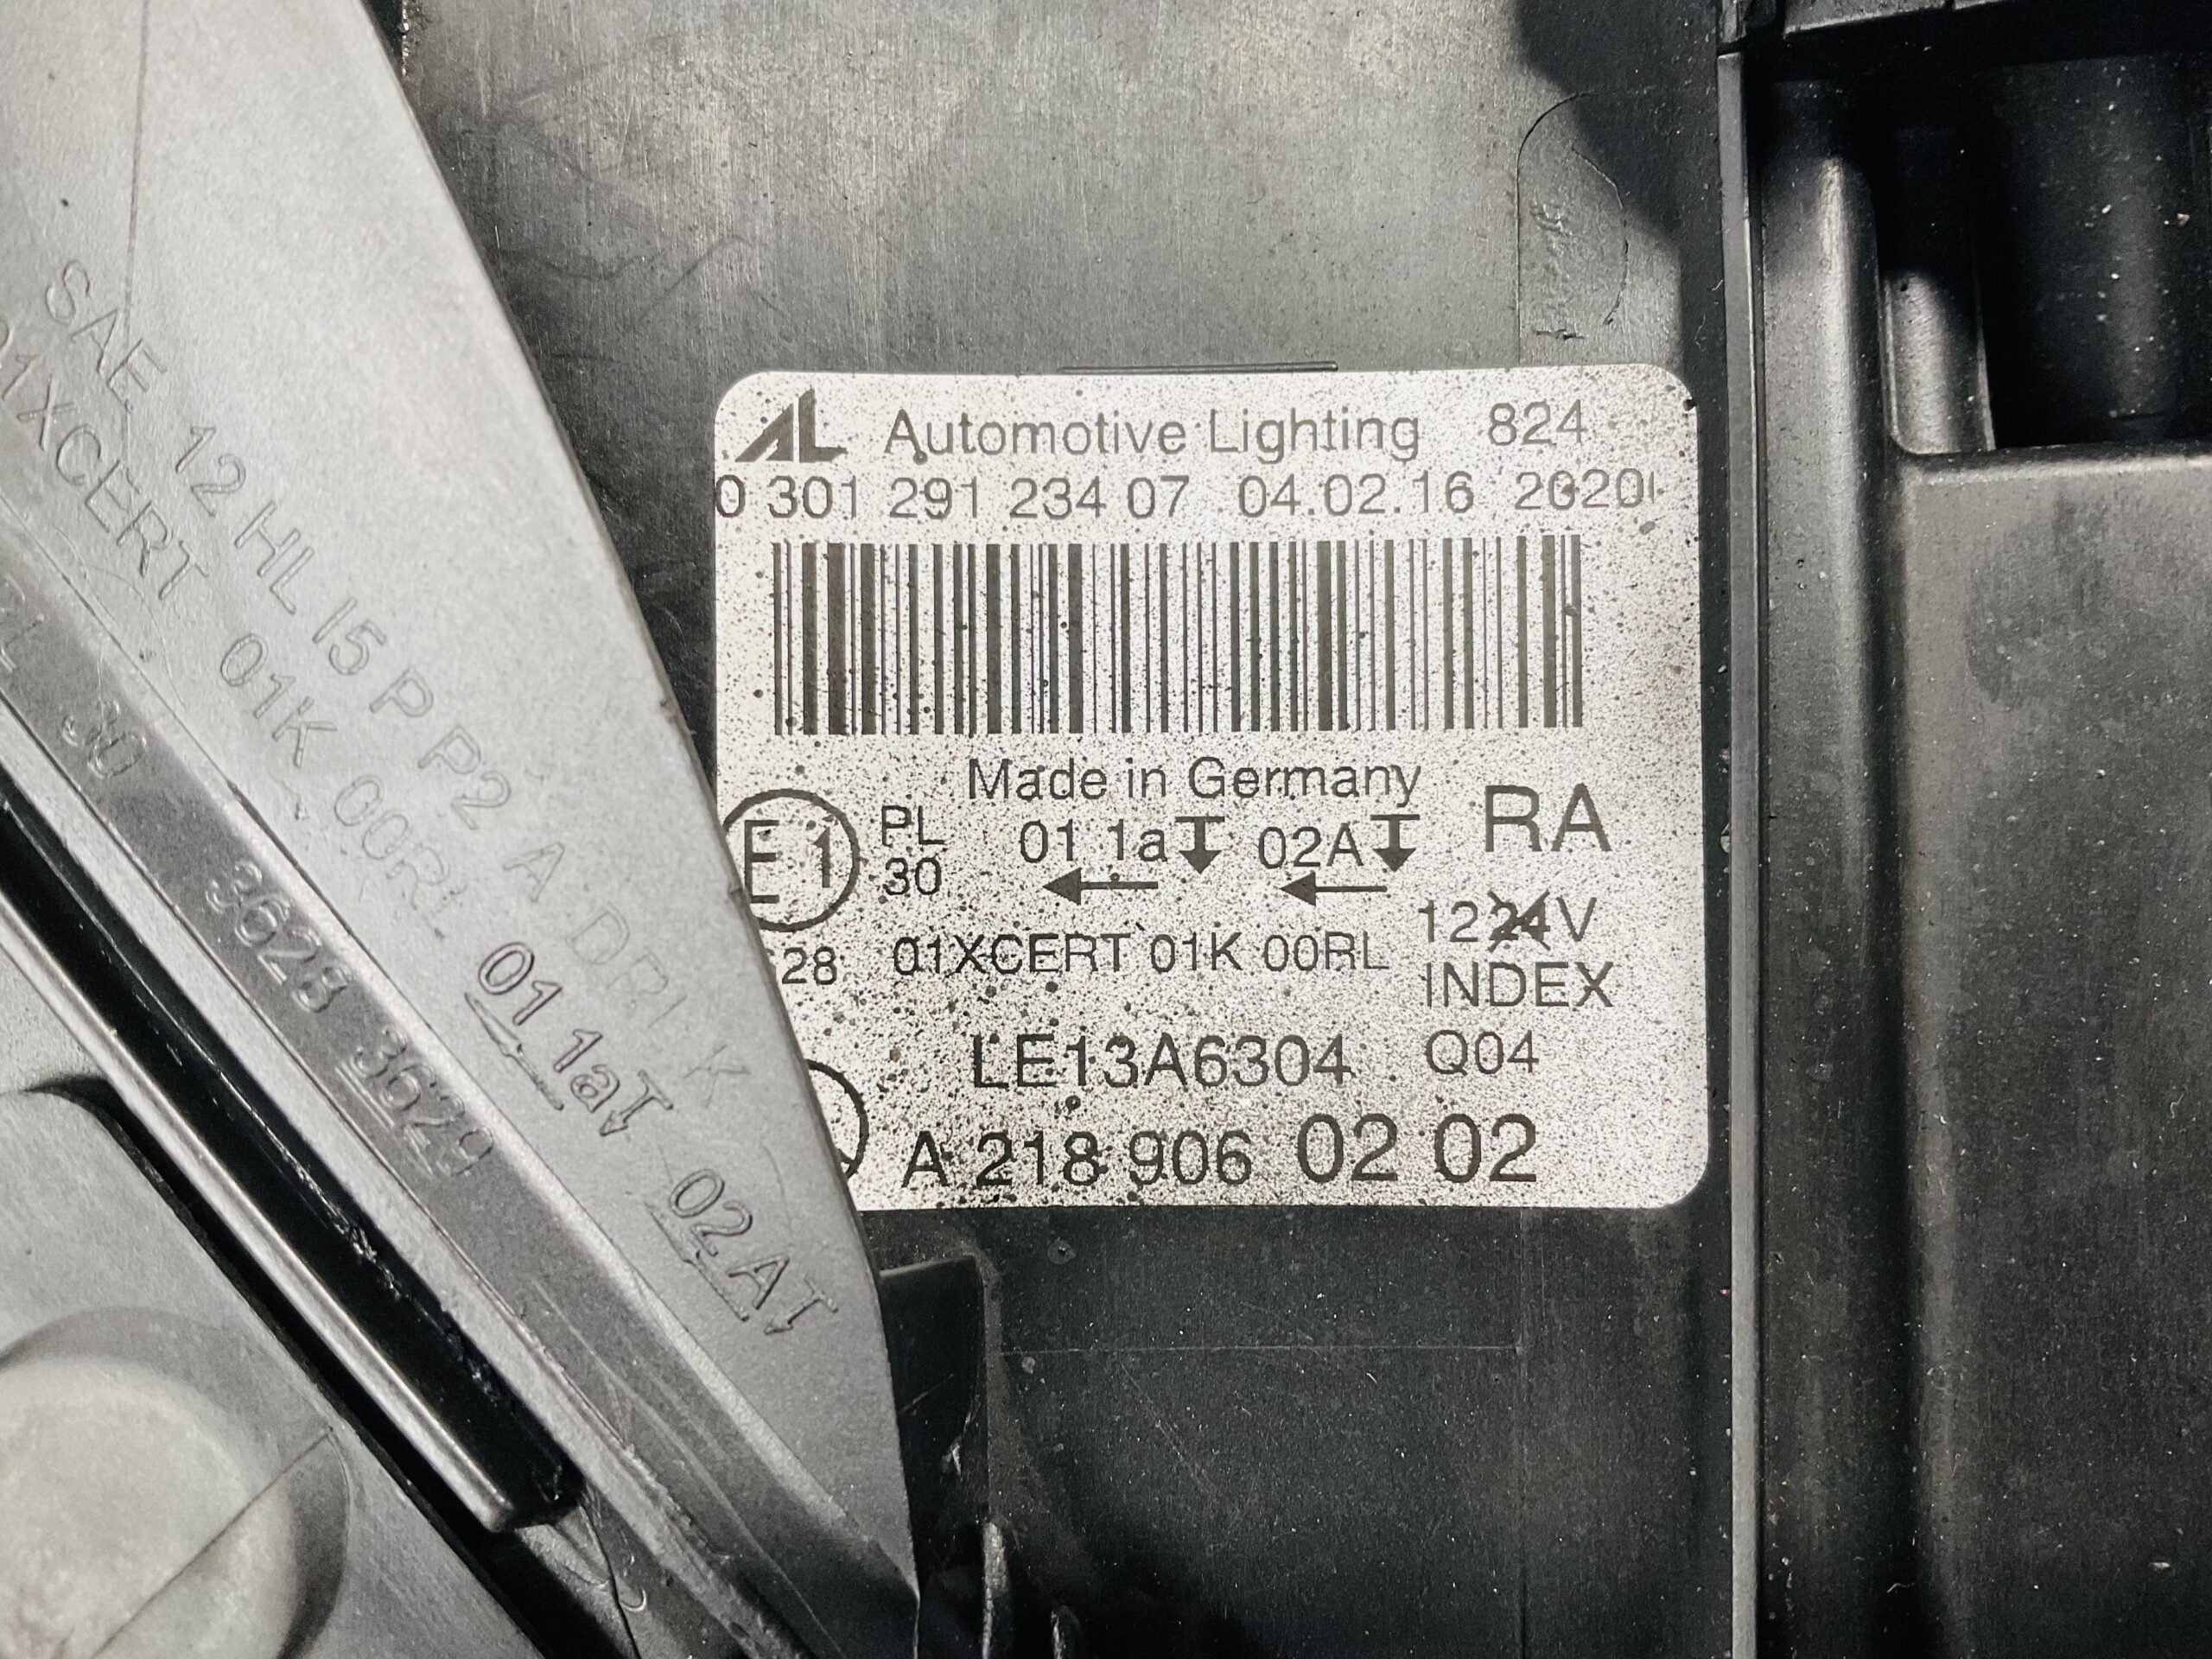 AL Automotive Lighting 824
0 301 291 234 07 04.02.16 2020
Made in Germany
E1 PL 01 1a 02A RA
30
12 24 V
28 01XCERT 01K 00RL
INDEX
LE13A6304 Q04
A 218 906 02 02
SAE 12 HL I5 P P2 A DRL K
01XCERT 01K 00RL 01 1a 02A
30 3628 3629